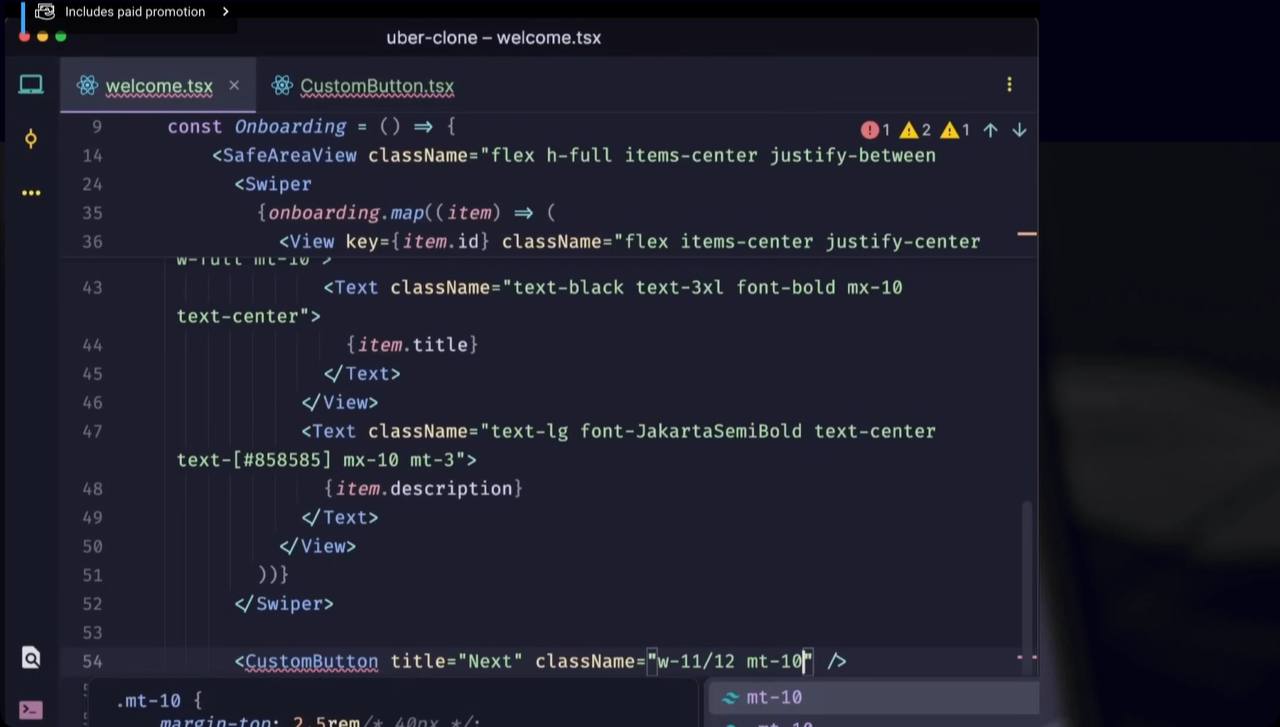 Includes paid promotion >
uber-clone – welcome.tsx
welcome.tsx × CustomButton.tsx
9 const Onboarding = () => {
1 2 1
14 <SafeAreaView className="flex h-full items-center justify-between
24 <Swiper
35 {onboarding.map((item) => (
36 <View key={item.id} className="flex items-center justify-center
w-full mt-10">
43 <Text className="text-black text-3xl font-bold mx-10
text-center">
44 {item.title}
45 </Text>
46 </View>
47 <Text className="text-lg font-JakartaSemiBold text-center
text-[#858585] mx-10 mt-3">
48 {item.description}
49 </Text>
50 </View>
51 ))}
52 </Swiper>
53
54 <CustomButton title="Next" className="w-11/12 mt-10" />
.mt-10 {
mt-10
margin-top: 2.5rem/* 40px */;